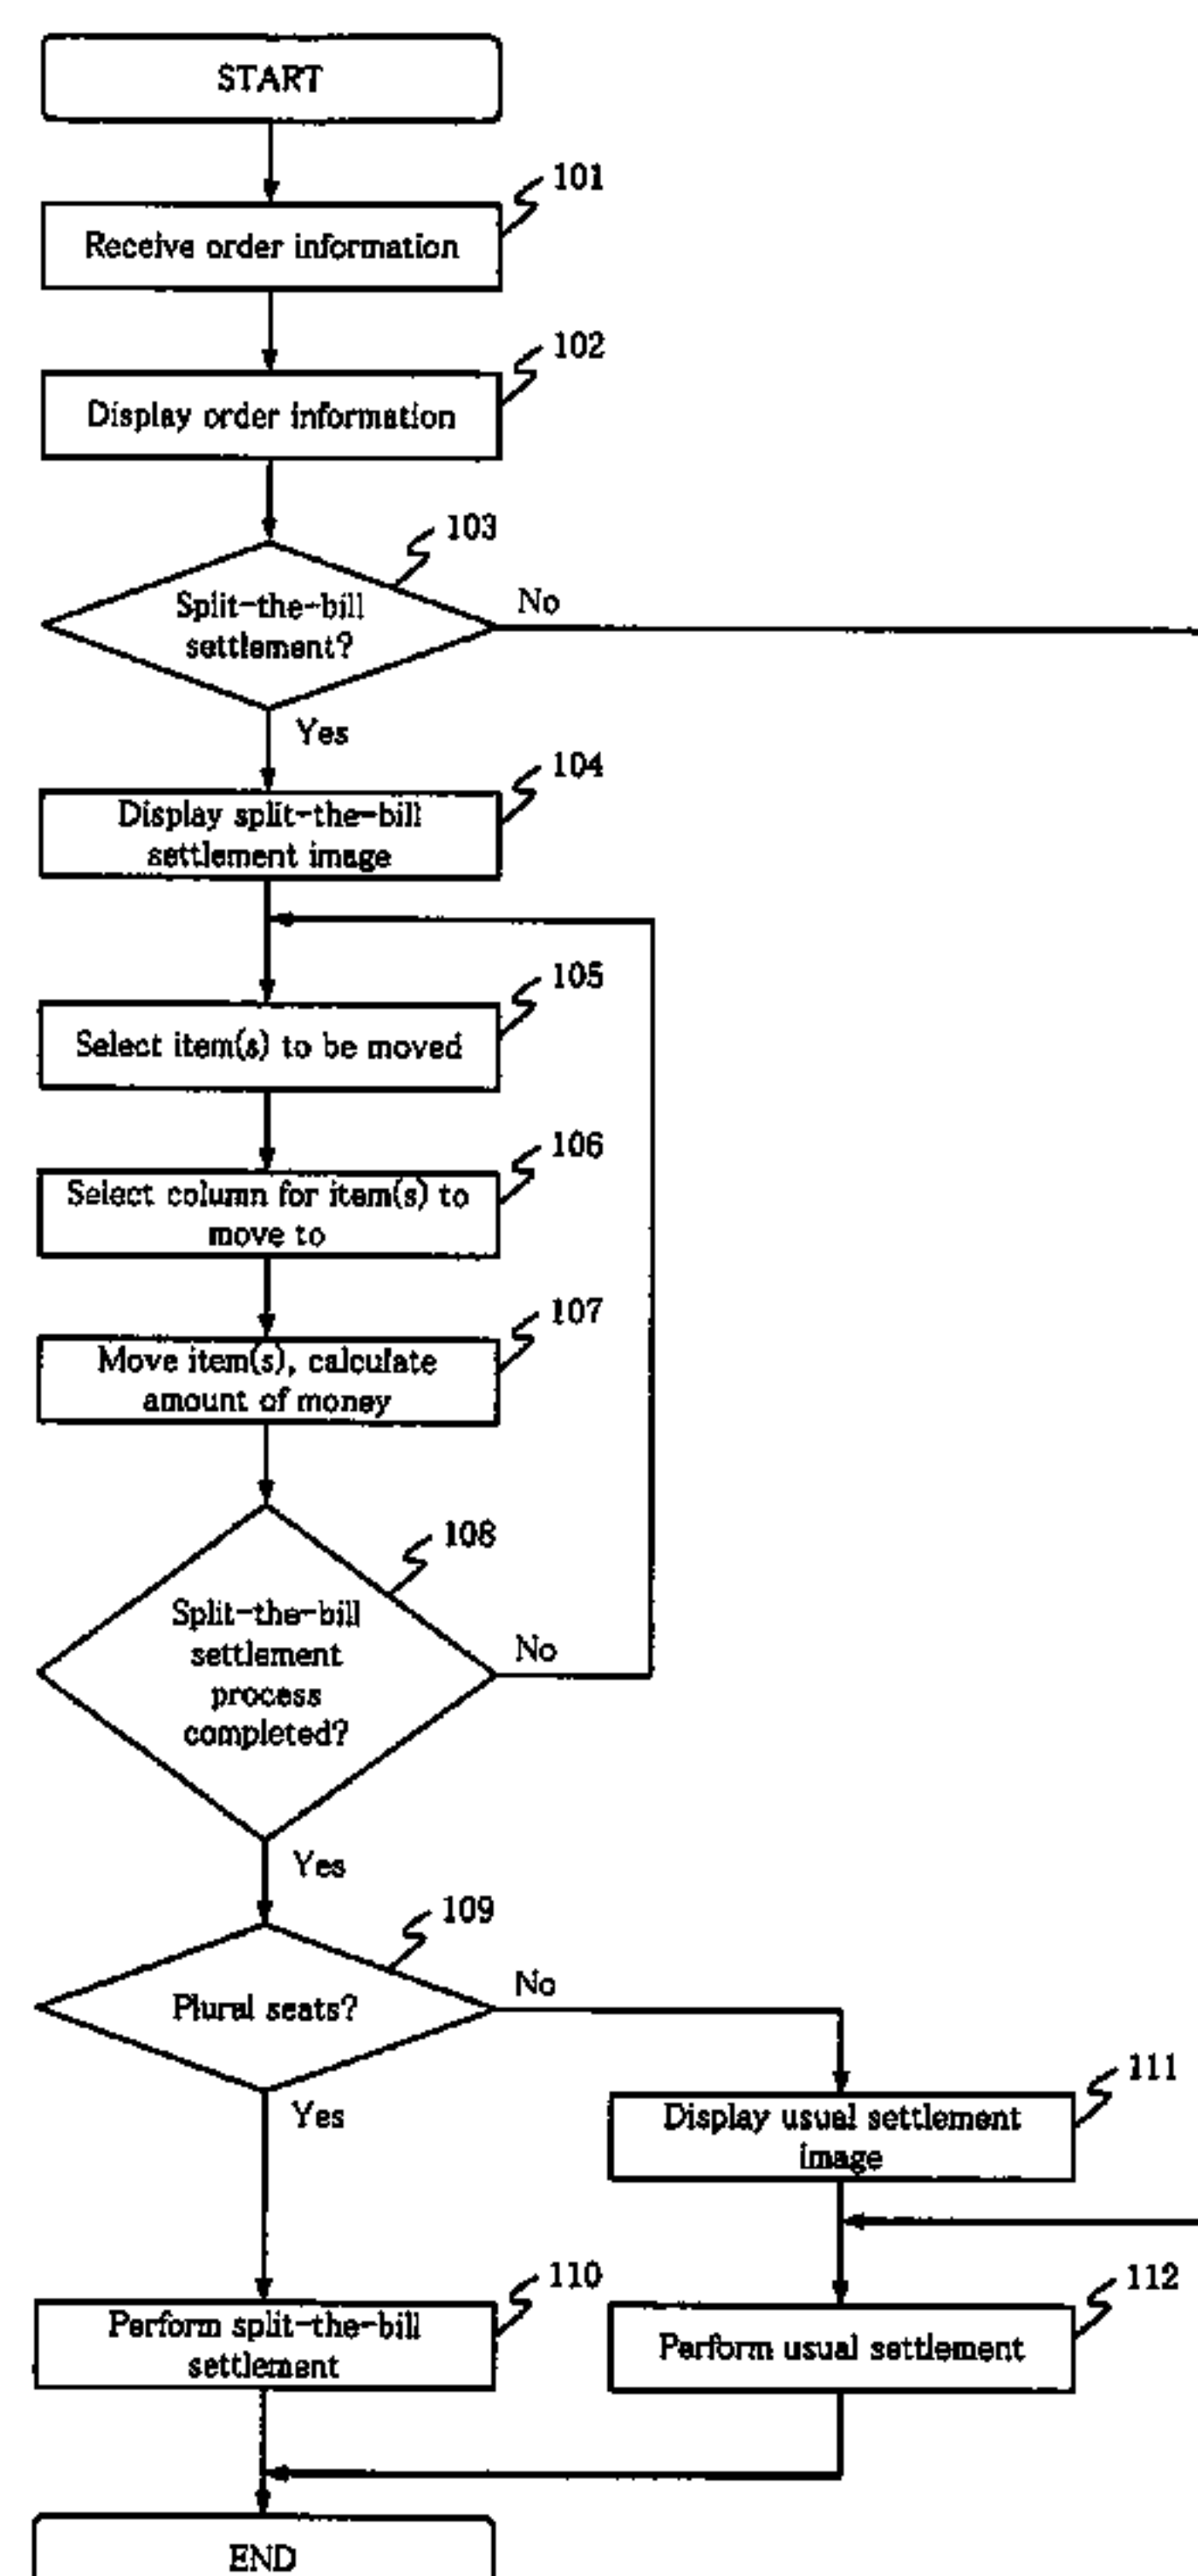 START
101
Receive order information
102
Display order information
103
Split-the-bill
settlement?
No
Yes
104
Display split-the-bill
settlement image
105
Select item(s) to be moved
106
Select column for item(s) to
move to
107
Move item(s), calculate
amount of money
108
Split-the-bill
settlement
process
completed?
No
Yes
109
Plural seats?
No
Yes
111
Display usual settlement
image
110
Perform split-the-bill
settlement
112
Perform usual settlement
END